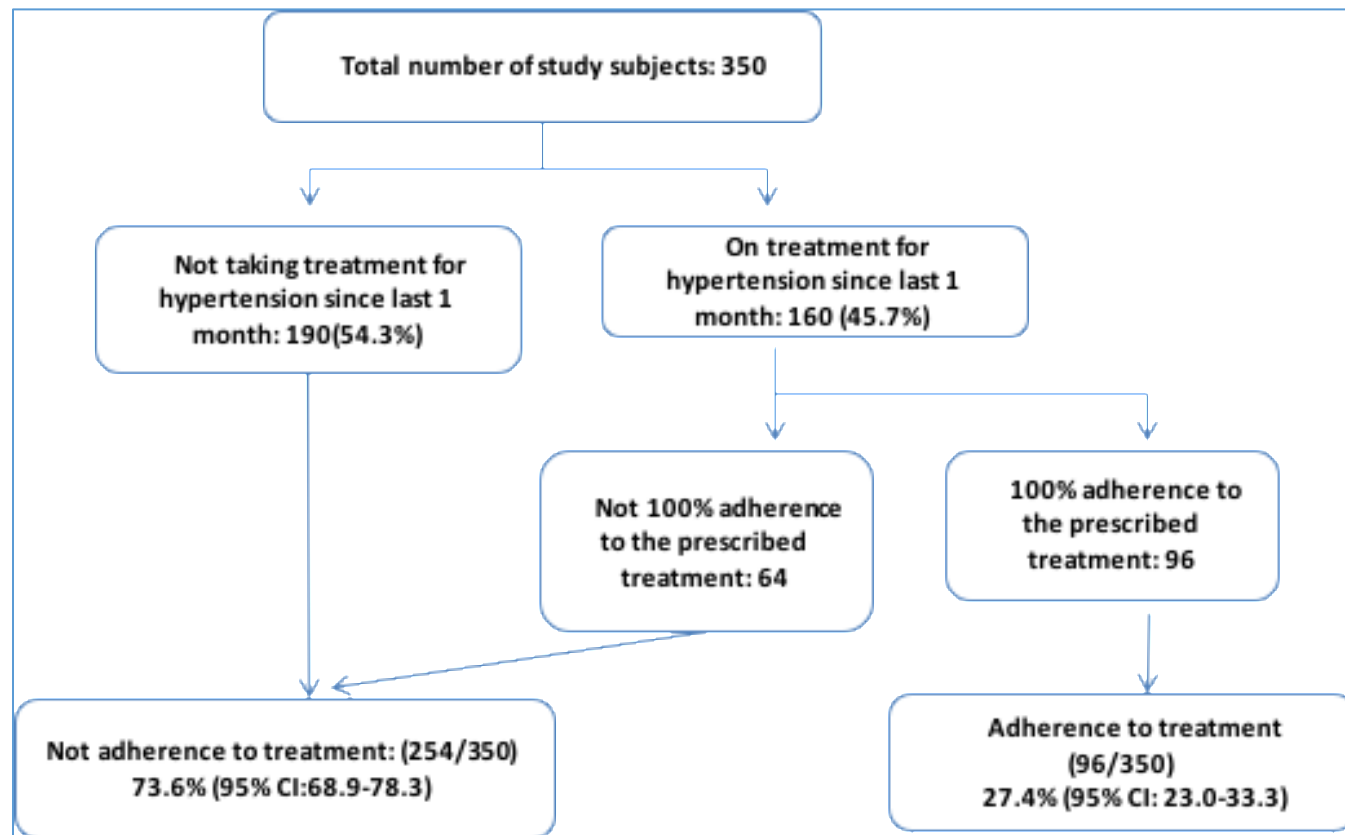 Total number of study subjects: 350
Not taking treatment for
hypertension since last 1
month: 190(54.3%)
On treatment for
hypertension since last 1
month: 160 (45.7%)
Not 100% adherence
to the prescribed
treatment: 64
100% adherence to
the prescribed
treatment: 96
Not adherence to treatment: (254/350)
73.6% (95% CI:68.9-78.3)
Adherence to treatment
(96/350)
27.4% (95% CI: 23.0-33.3)